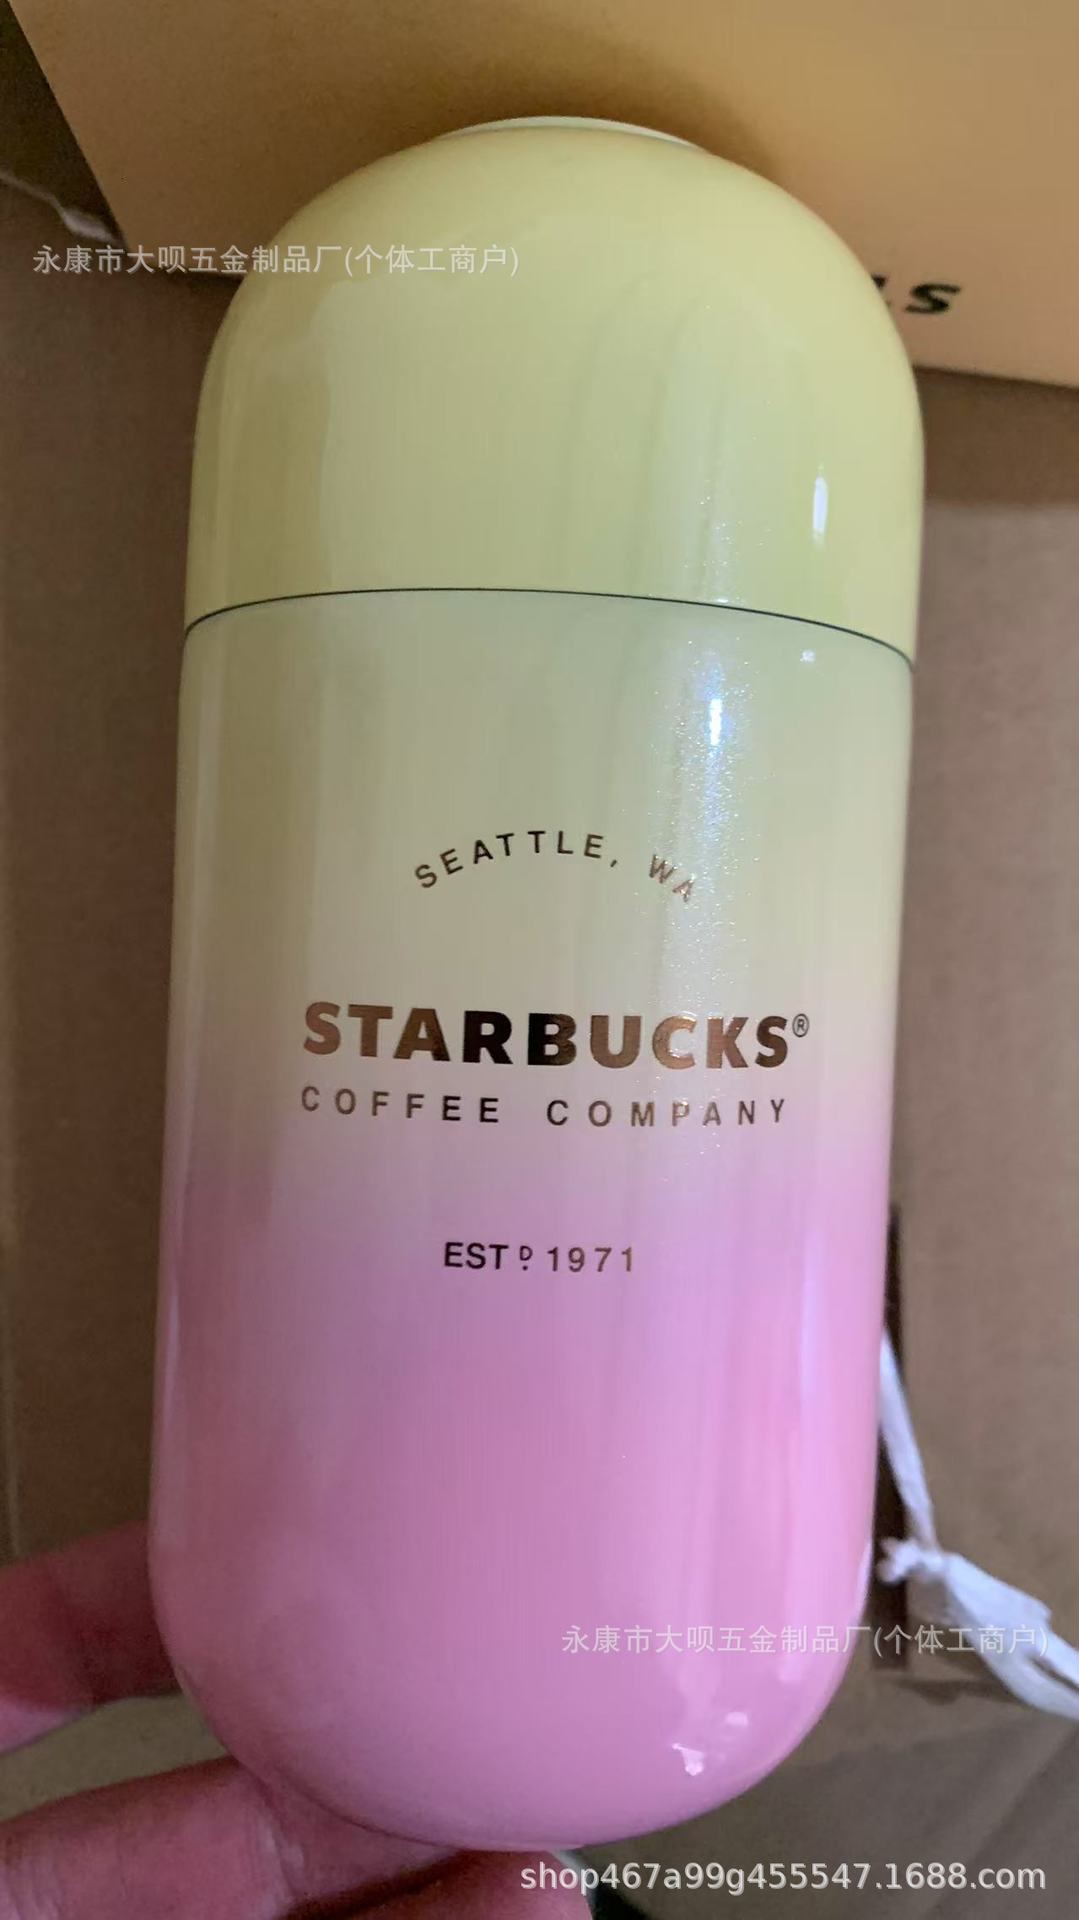 永康市大呗五金制品厂(个体工商户)
SEATTLE, WA
STARBUCKS®
COFFEE COMPANY
ESTD 1971
永康市大呗五金制品厂(个体工商户)
shop467a99g455547.1688.com